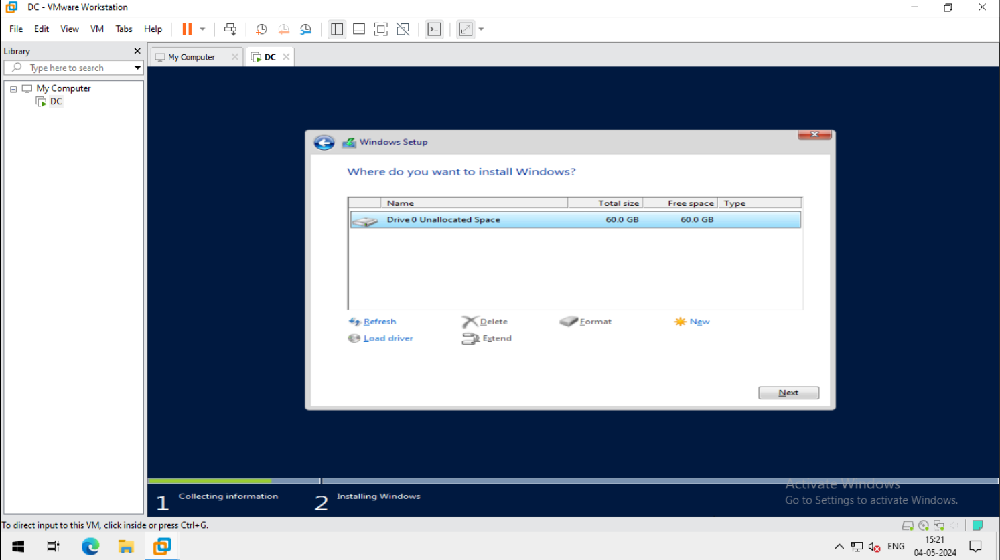 DC - VMware Workstation
File Edit View VM Tabs Help
Library
Type here to search
My Computer
DC
My Computer
DC
Windows Setup
Where do you want to install Windows?
Name Total size Free space Type
Drive 0 Unallocated Space 60.0 GB 60.0 GB
Refresh Delete Format New
Load driver Extend
Next
Activate Windows
Go to Settings to activate Windows.
1 Collecting information 2 Installing Windows
To direct input to this VM, click inside or press Ctrl+G.
ENG
15:21
04-05-2024